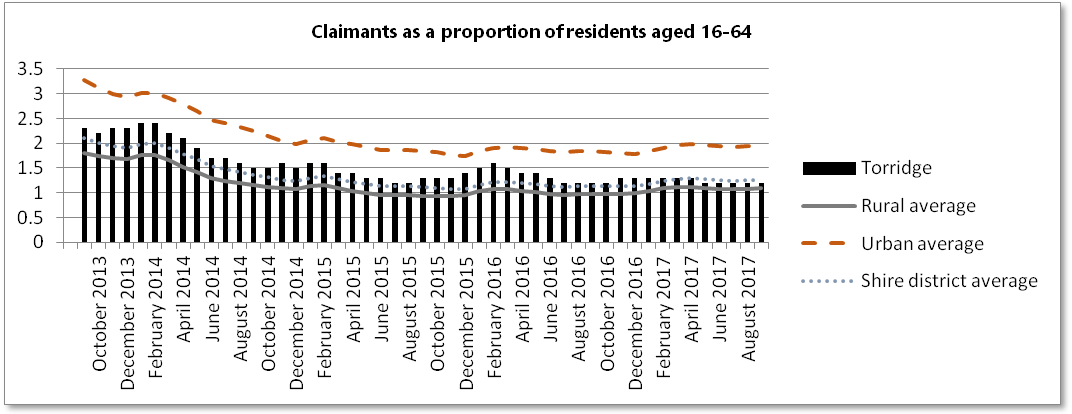 Claimants as a proportion of residents aged 16-64
3.5
3
2.5
2
1.5
1
0.5
0
October 2013
December 2013
February 2014
April 2014
June 2014
August 2014
October 2014
December 2014
February 2015
April 2015
June 2015
August 2015
October 2015
December 2015
February 2016
April 2016
June 2016
August 2016
October 2016
December 2016
February 2017
April 2017
June 2017
August 2017
Torridge
Rural average
Urban average
Shire district average